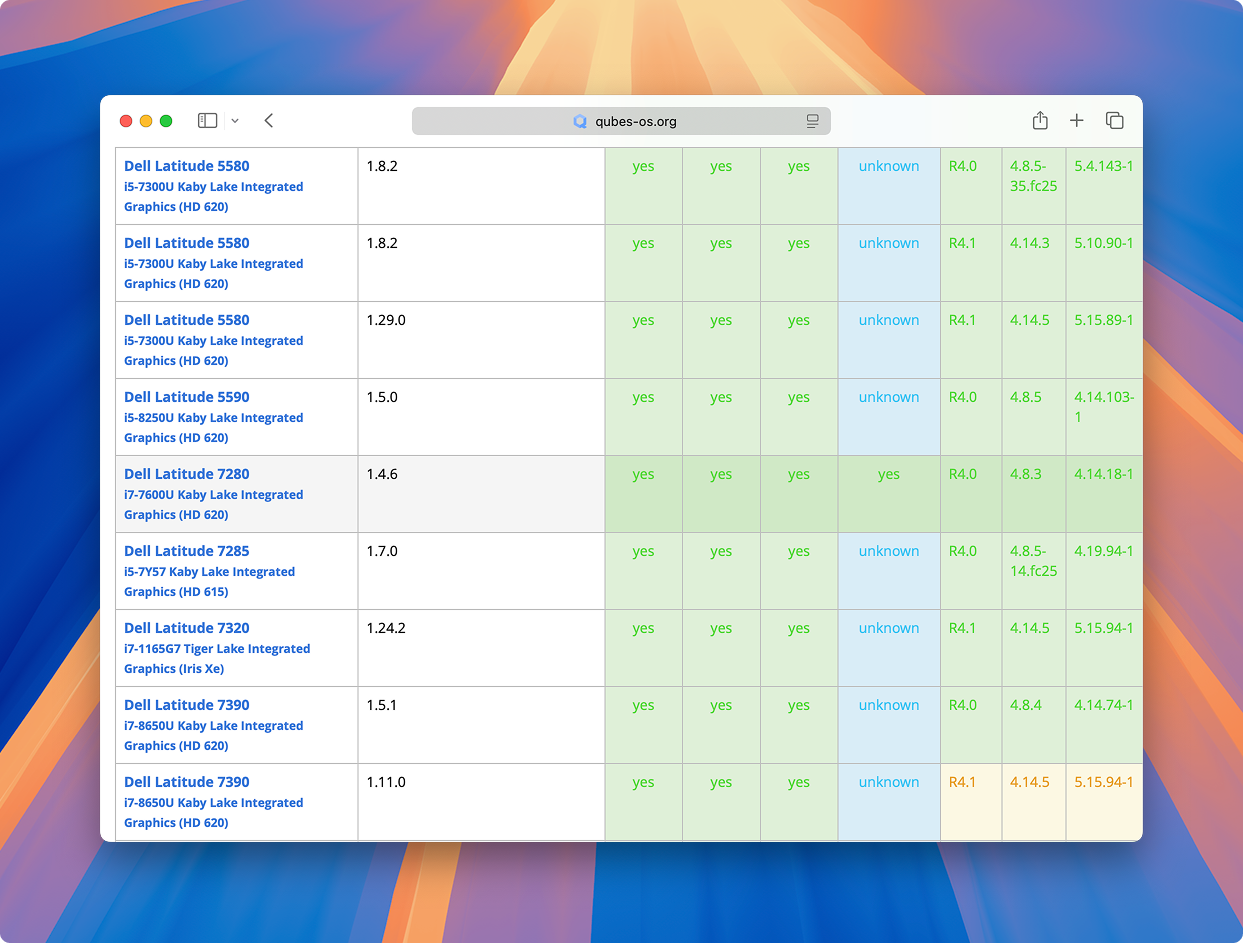 qubes-os.org
Dell Latitude 5580 1.8.2 yes yes yes unknown R4.0 4.8.5- 5.4.143-1
i5-7300U Kaby Lake Integrated 35.fc25
Graphics (HD 620)
Dell Latitude 5580 1.8.2 yes yes yes unknown R4.1 4.14.3 5.10.90-1
i5-7300U Kaby Lake Integrated
Graphics (HD 620)
Dell Latitude 5580 1.29.0 yes yes yes unknown R4.1 4.14.5 5.15.89-1
i5-7300U Kaby Lake Integrated
Graphics (HD 620)
Dell Latitude 5590 1.5.0 yes yes yes unknown R4.0 4.8.5 4.14.103-
i5-8250U Kaby Lake Integrated 1
Graphics (HD 620)
Dell Latitude 7280 1.4.6 yes yes yes yes R4.0 4.8.3 4.14.18-1
i7-7600U Kaby Lake Integrated
Graphics (HD 620)
Dell Latitude 7285 1.7.0 yes yes yes unknown R4.0 4.8.5- 4.19.94-1
i5-7Y57 Kaby Lake Integrated 14.fc25
Graphics (HD 615)
Dell Latitude 7320 1.24.2 yes yes yes unknown R4.1 4.14.5 5.15.94-1
i7-1165G7 Tiger Lake Integrated
Graphics (Iris Xe)
Dell Latitude 7390 1.5.1 yes yes yes unknown R4.0 4.8.4 4.14.74-1
i7-8650U Kaby Lake Integrated
Graphics (HD 620)
Dell Latitude 7390 1.11.0 yes yes yes unknown R4.1 4.14.5 5.15.94-1
i7-8650U Kaby Lake Integrated
Graphics (HD 620)